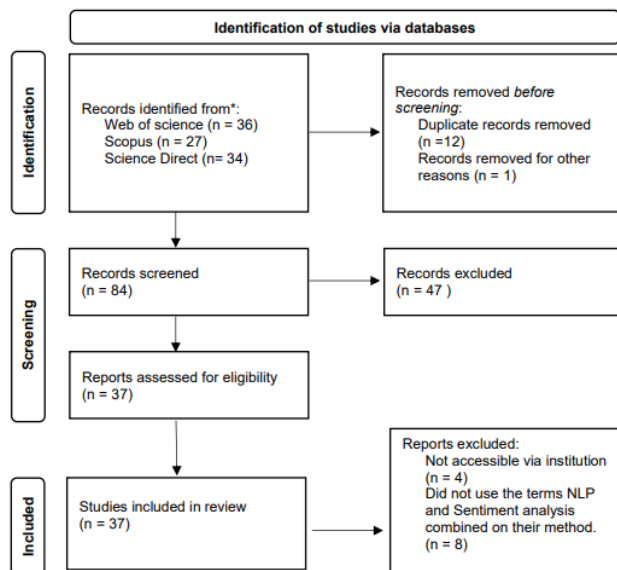 Identification of studies via databases
Identification
Records identified from*:
Web of science (n = 36)
Scopus (n = 27)
Science Direct (n= 34)
Records removed before
screening:
Duplicate records removed
(n =12)
Records removed for other
reasons (n = 1)
Screening
Records screened
(n = 84)
Records excluded
(n = 47 )
Reports assessed for eligibility
(n = 37)
Included
Studies included in review
(n = 37)
Reports excluded:
Not accessible via institution
(n = 4)
Did not use the terms NLP
and Sentiment analysis
combined on their method.
(n = 8)